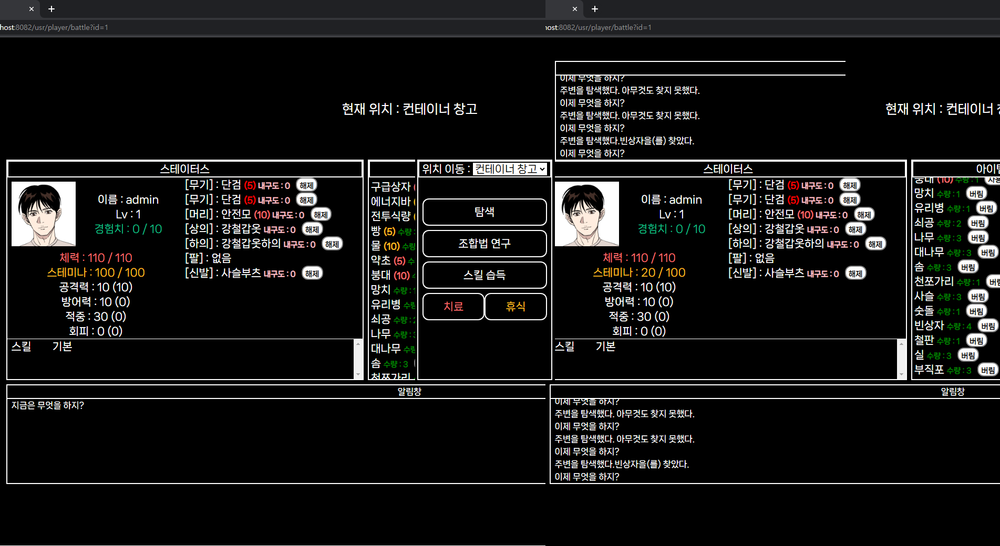 host:8082/usr/player/battle?id=1
현재 위치 : 컨테이너 창고
스테이터스
이름 : admin
Lv : 1
경험치 : 0 / 10
체력 : 110 / 110
스테미나 : 100 / 100
공격력 : 10 (10)
방어력 : 10 (0)
적중 : 30 (0)
회피 : 0 (0)
[무기] : 단검 (5) 내구도 : 0 해제
[무기] : 단검 (5) 내구도 : 0 해제
[머리] : 안전모 (10) 내구도 : 0 해제
[상의] : 강철갑옷 내구도 : 0 해제
[하의] : 강철갑옷하의 내구도 : 0 해제
[팔] : 없음
[신발] : 사슬부츠 내구도 : 0 해제
스킬 기본
구급상자
에너지바
전투식량
빵 (5) 수량 :
물 (10) 수량
약초 (5)
붕대 (10)
망치 수량 : 1
유리병 수량
쇠공 수량 : 2
나무 수량 : 3
대나무 수량
솜 수량 : 3
천쪼가리
위치 이동 : 컨테이너 창고
탐색
조합법 연구
스킬 습득
치료 휴식
알림창
지금은 무엇을 하지?
host:8082/usr/player/battle?id=1
이제 무엇을 하지?
주변을 탐색했다. 아무것도 찾지 못했다.
이제 무엇을 하지?
주변을 탐색했다. 아무것도 찾지 못했다.
이제 무엇을 하지?
주변을 탐색했다.빈상자을(를) 찾았다.
이제 무엇을 하지?
현재 위치 : 컨테이너
스테이터스
이름 : admin
Lv : 1
경험치 : 0 / 10
체력 : 110 / 110
스테미나 : 20 / 100
공격력 : 10 (10)
방어력 : 10 (0)
적중 : 30 (0)
회피 : 0 (0)
[무기] : 단검 (5) 내구도 : 0 해제
[무기] : 단검 (5) 내구도 : 0 해제
[머리] : 안전모 (10) 내구도 : 0 해제
[상의] : 강철갑옷 내구도 : 0 해제
[하의] : 강철갑옷하의 내구도 : 0 해제
[팔] : 없음
[신발] : 사슬부츠 내구도 : 0 해제
스킬 기본
아이템
붕대 (10) 수량 : 1 사용
망치 수량 : 1 버림
유리병 수량 : 1 버림
쇠공 수량 : 2 버림
나무 수량 : 3 버림
대나무 수량 : 3 버림
솜 수량 : 3 버림
천쪼가리 수량 : 1 버림
사슬 수량 : 3 버림
숫돌 수량 : 1 버림
빈상자 수량 : 4 버림
철판 수량 : 1 버림
실 수량 : 3 버림
부직포 수량 : 3 버림
알림창
이제 무엇을 하지?
주변을 탐색했다. 아무것도 찾지 못했다.
이제 무엇을 하지?
주변을 탐색했다. 아무것도 찾지 못했다.
이제 무엇을 하지?
주변을 탐색했다.빈상자을(를) 찾았다.
이제 무엇을 하지?